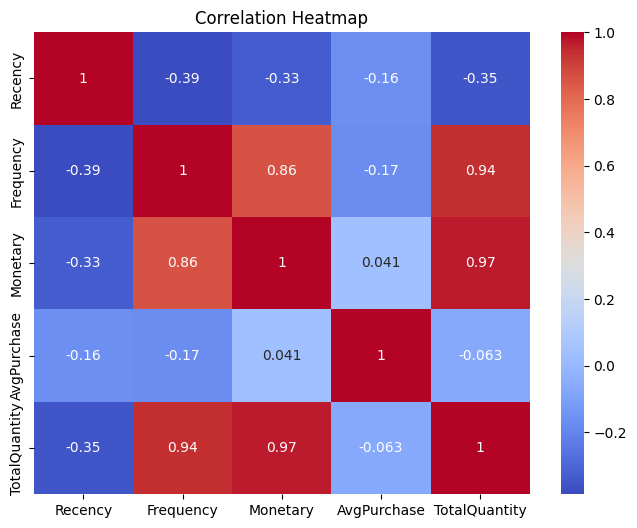 Correlation Heatmap
Recency 1 -0.39 -0.33 -0.16 -0.35
Frequency -0.39 1 0.86 -0.17 0.94
Monetary -0.33 0.86 1 0.041 0.97
AvgPurchase -0.16 -0.17 0.041 1 -0.063
TotalQuantity -0.35 0.94 0.97 -0.063 1
Recency Frequency Monetary AvgPurchase TotalQuantity
1.0
0.8
0.6
0.4
0.2
0.0
−0.2